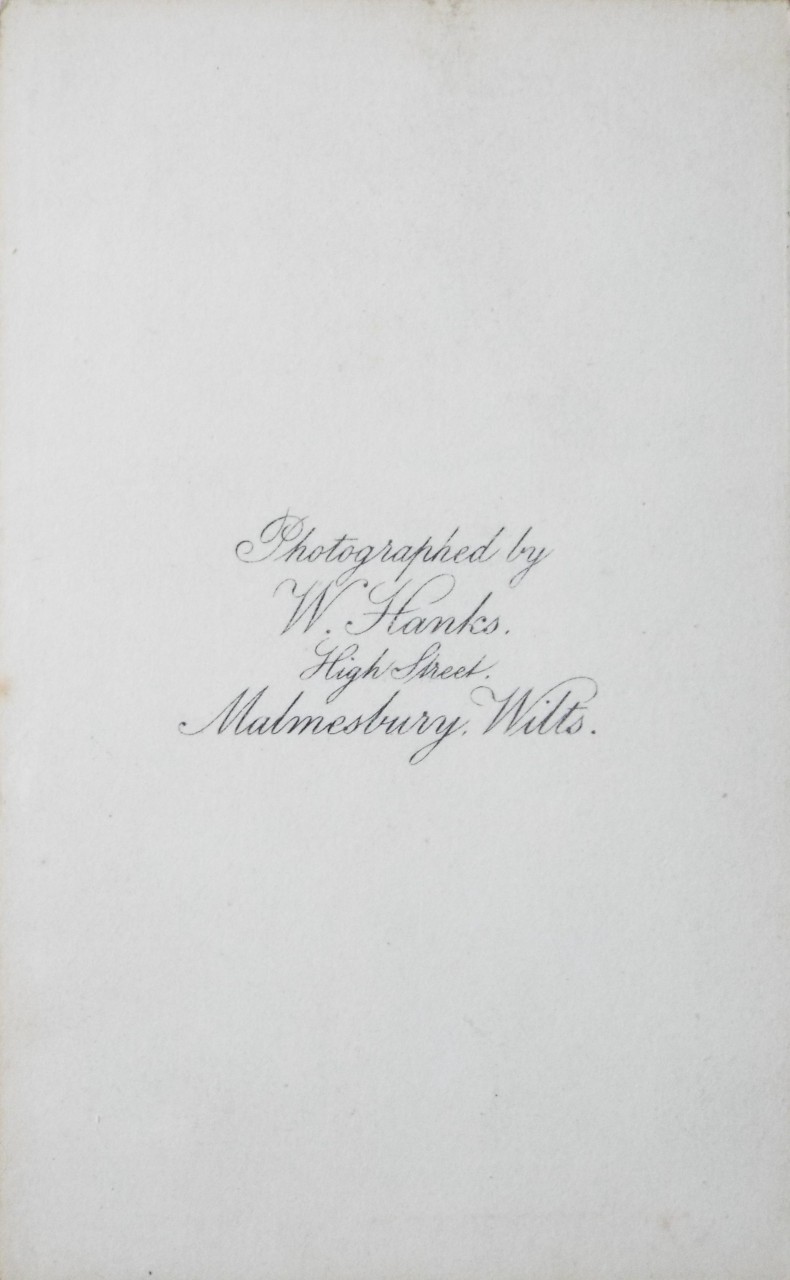 Photographed by
W. Hanks.
High Street.
Malmesbury. Wilts.